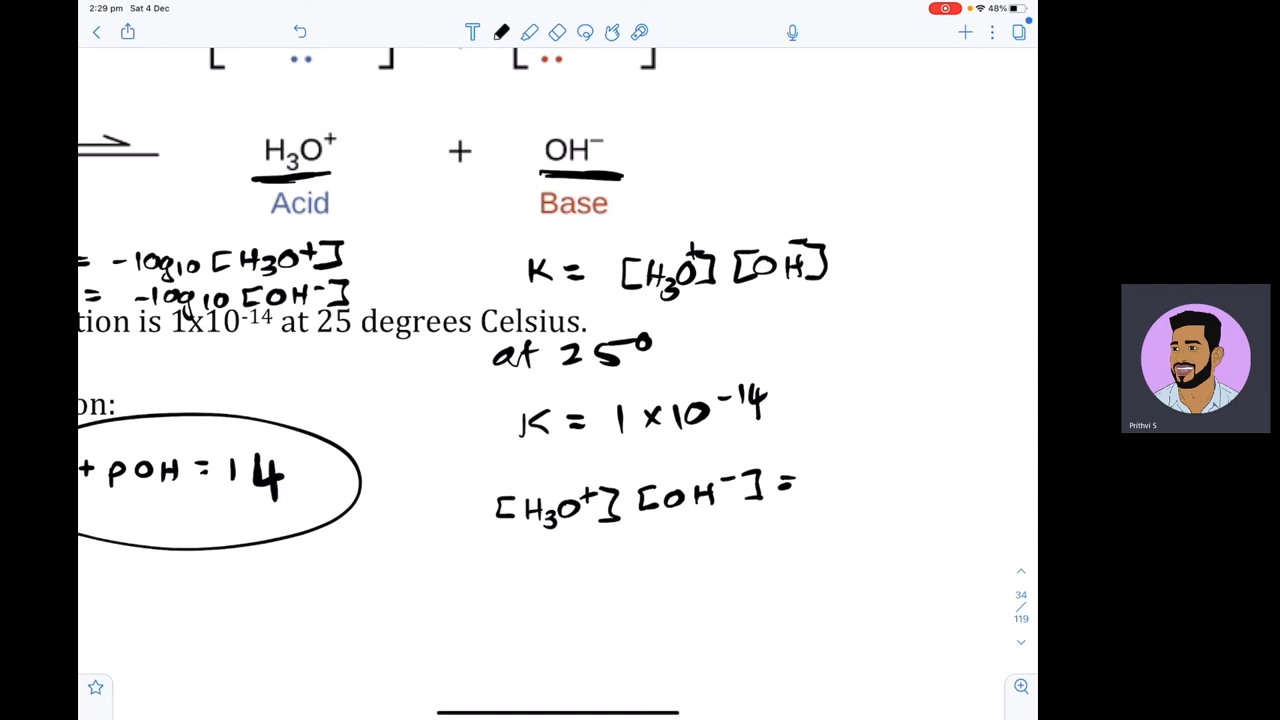 2:29 pm Sat 4 Dec
48%
H₃O⁺ + OH⁻
Acid Base
= -log10 [H3O+]
= -log10 [OH-]
tion is 1x10⁻¹⁴ at 25 degrees Celsius.
on:
+ pOH = 14
K = [H3O+] [OH-]
at 25°
K = 1 x 10⁻¹⁴
[H3O+] [OH-] =
Prithvi S
34
/
119